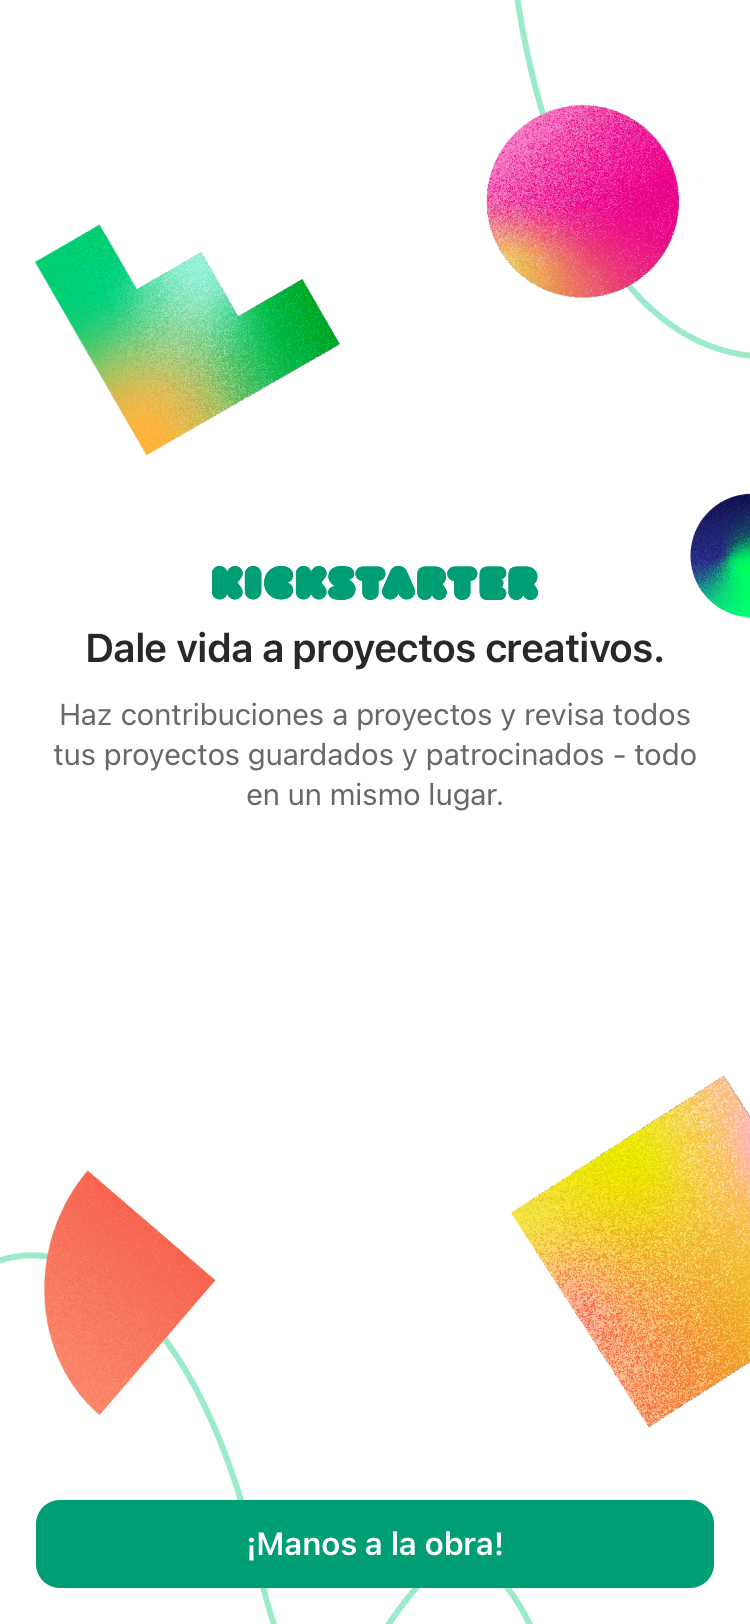 KICKSTARTER
Dale vida a proyectos creativos.
Haz contribuciones a proyectos y revisa todos
tus proyectos guardados y patrocinados - todo
en un mismo lugar.
¡Manos a la obra!